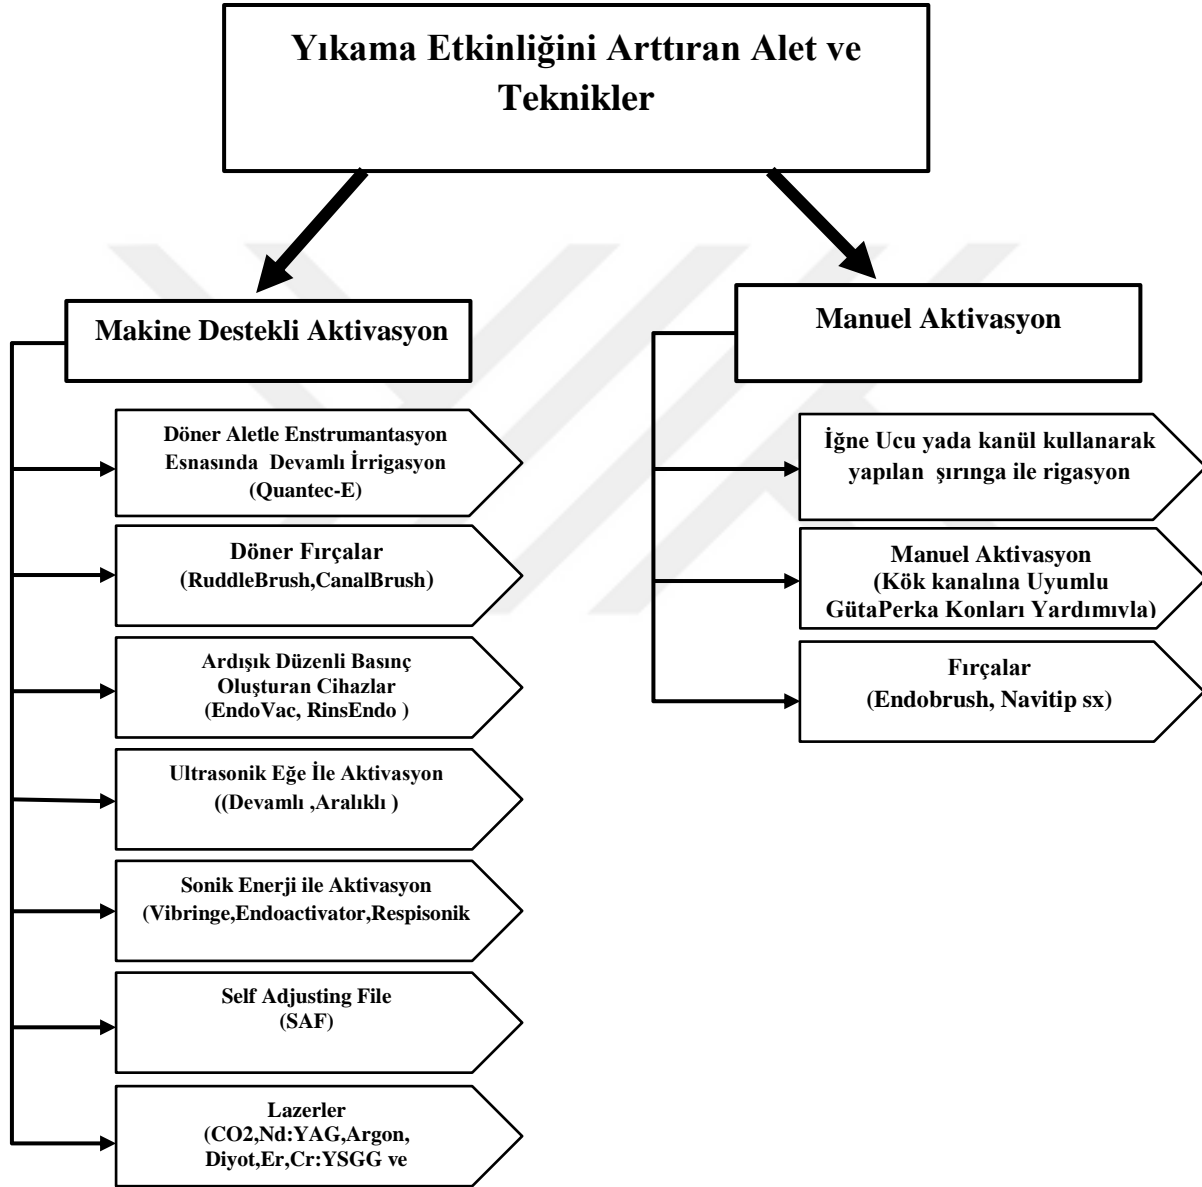 Yıkama Etkinliğini Arttıran Alet ve
Teknikler
Makine Destekli Aktivasyon
Döner Aletle Enstrumantasyon
Esnasında Devamlı İrrigasyon
(Quantec-E)
Döner Fırçalar
(RuddleBrush,CanalBrush)
Ardışık Düzenli Basınç
Oluşturan Cihazlar
(EndoVac, RinsEndo )
Ultrasonik Eğe İle Aktivasyon
((Devamlı ,Aralıklı )
Sonik Enerji ile Aktivasyon
(Vibringe,Endoactivator,Respisonik
Self Adjusting File
(SAF)
Lazerler
(CO2,Nd:YAG,Argon,
Diyot,Er,Cr:YSGG ve
Manuel Aktivasyon
İğne Ucu yada kanül kullanarak
yapılan şırınga ile rigasyon
Manuel Aktivasyon
(Kök kanalına Uyumlu
GütaPerka Konları Yardımıyla)
Fırçalar
(Endobrush, Navitip sx)